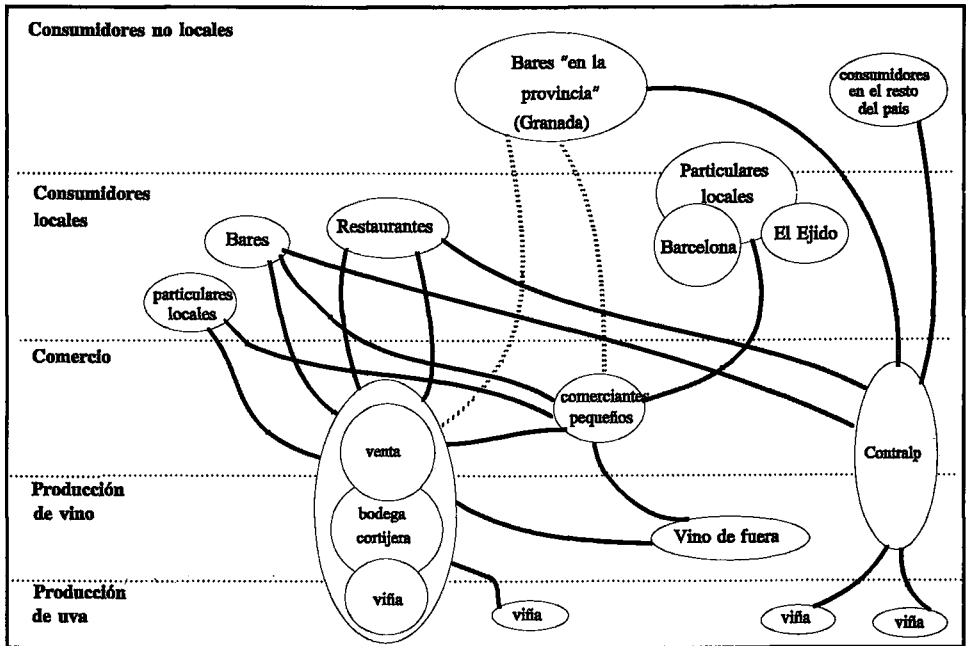 Consumidores no locales
Bares "en la
provincia"
(Granada)
consumidores
en el resto
del país
Consumidores
locales
Particulares
locales
Barcelona
El Ejido
Restaurantes
Bares
particulares
locales
Comercio
comerciantes
pequeños
venta
Contralp
Producción
de vino
bodega
cortijera
Vino de fuera
Producción
de uva
viña
viña
viña
viña